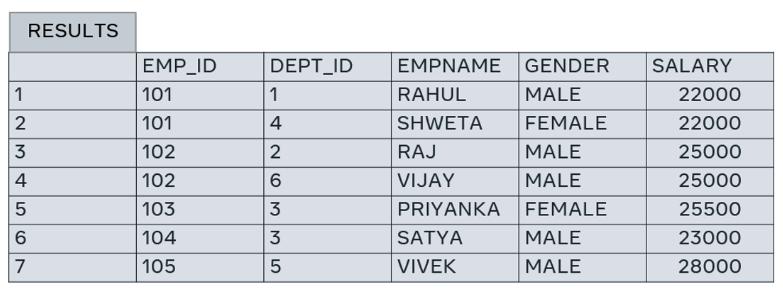 RESULTS
EMP_ID DEPT_ID EMPNAME GENDER SALARY
1 101 1 RAHUL MALE 22000
2 101 4 SHWETA FEMALE 22000
3 102 2 RAJ MALE 25000
4 102 6 VIJAY MALE 25000
5 103 3 PRIYANKA FEMALE 25500
6 104 3 SATYA MALE 23000
7 105 5 VIVEK MALE 28000